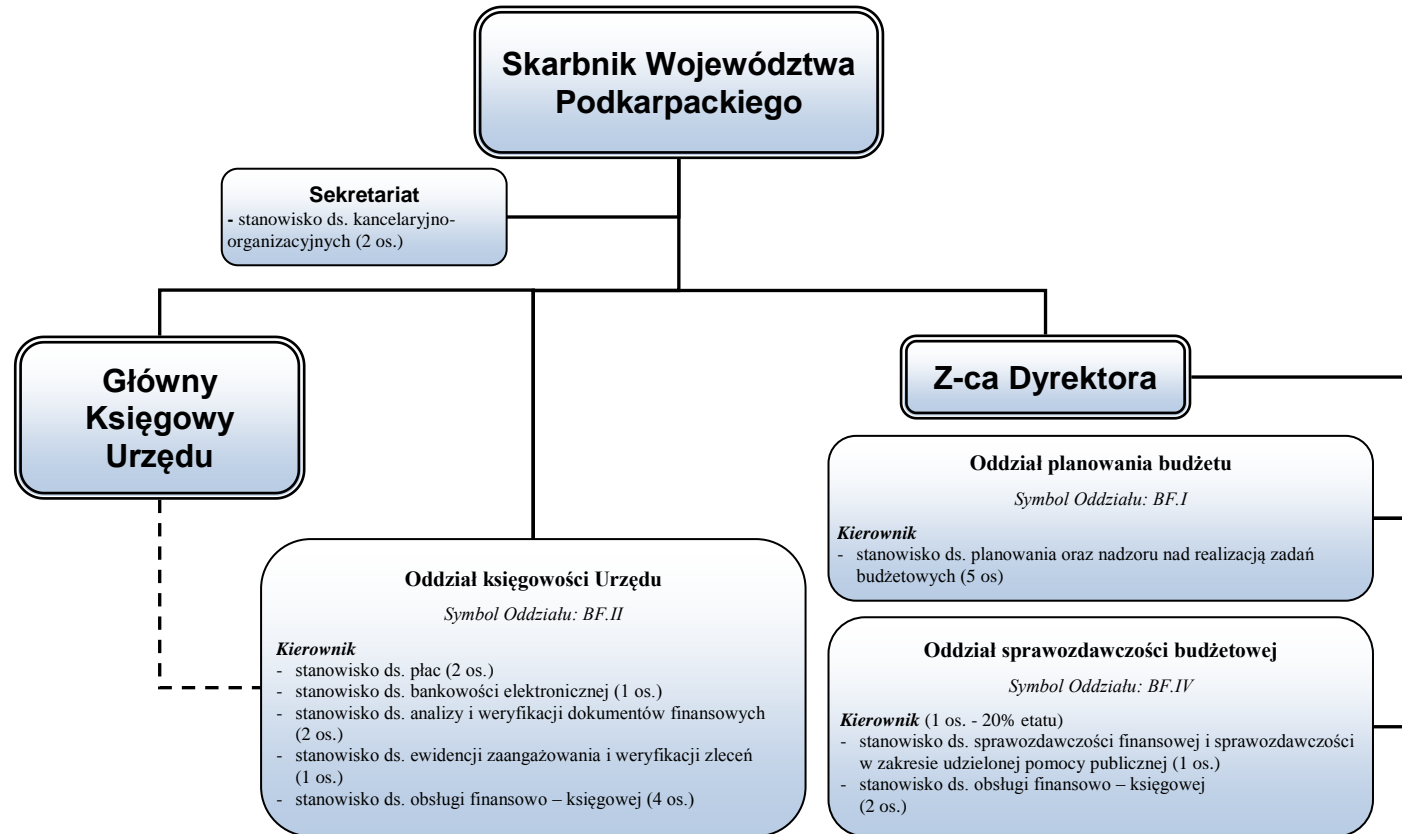 Skarbnik Województwa
Podkarpackiego
Sekretariat
- stanowisko ds. kancelaryjno-
organizacyjnych (2 os.)
Główny
Księgowy
Urzędu
Z-ca Dyrektora
Oddział planowania budżetu
Symbol Oddziału: BF.I
Kierownik
- stanowisko ds. planowania oraz nadzoru nad realizacją zadań
budżetowych (5 os)
Oddział księgowości Urzędu
Symbol Oddziału: BF.II
Kierownik
- stanowisko ds. płac (2 os.)
- stanowisko ds. bankowości elektronicznej (1 os.)
- stanowisko ds. analizy i weryfikacji dokumentów finansowych
(2 os.)
- stanowisko ds. ewidencji zaangażowania i weryfikacji zleceń
(1 os.)
- stanowisko ds. obsługi finansowo – księgowej (4 os.)
Oddział sprawozdawczości budżetowej
Symbol Oddziału: BF.IV
Kierownik (1 os. - 20% etatu)
- stanowisko ds. sprawozdawczości finansowej i sprawozdawczości
w zakresie udzielonej pomocy publicznej (1 os.)
- stanowisko ds. obsługi finansowo – księgowej
(2 os.)